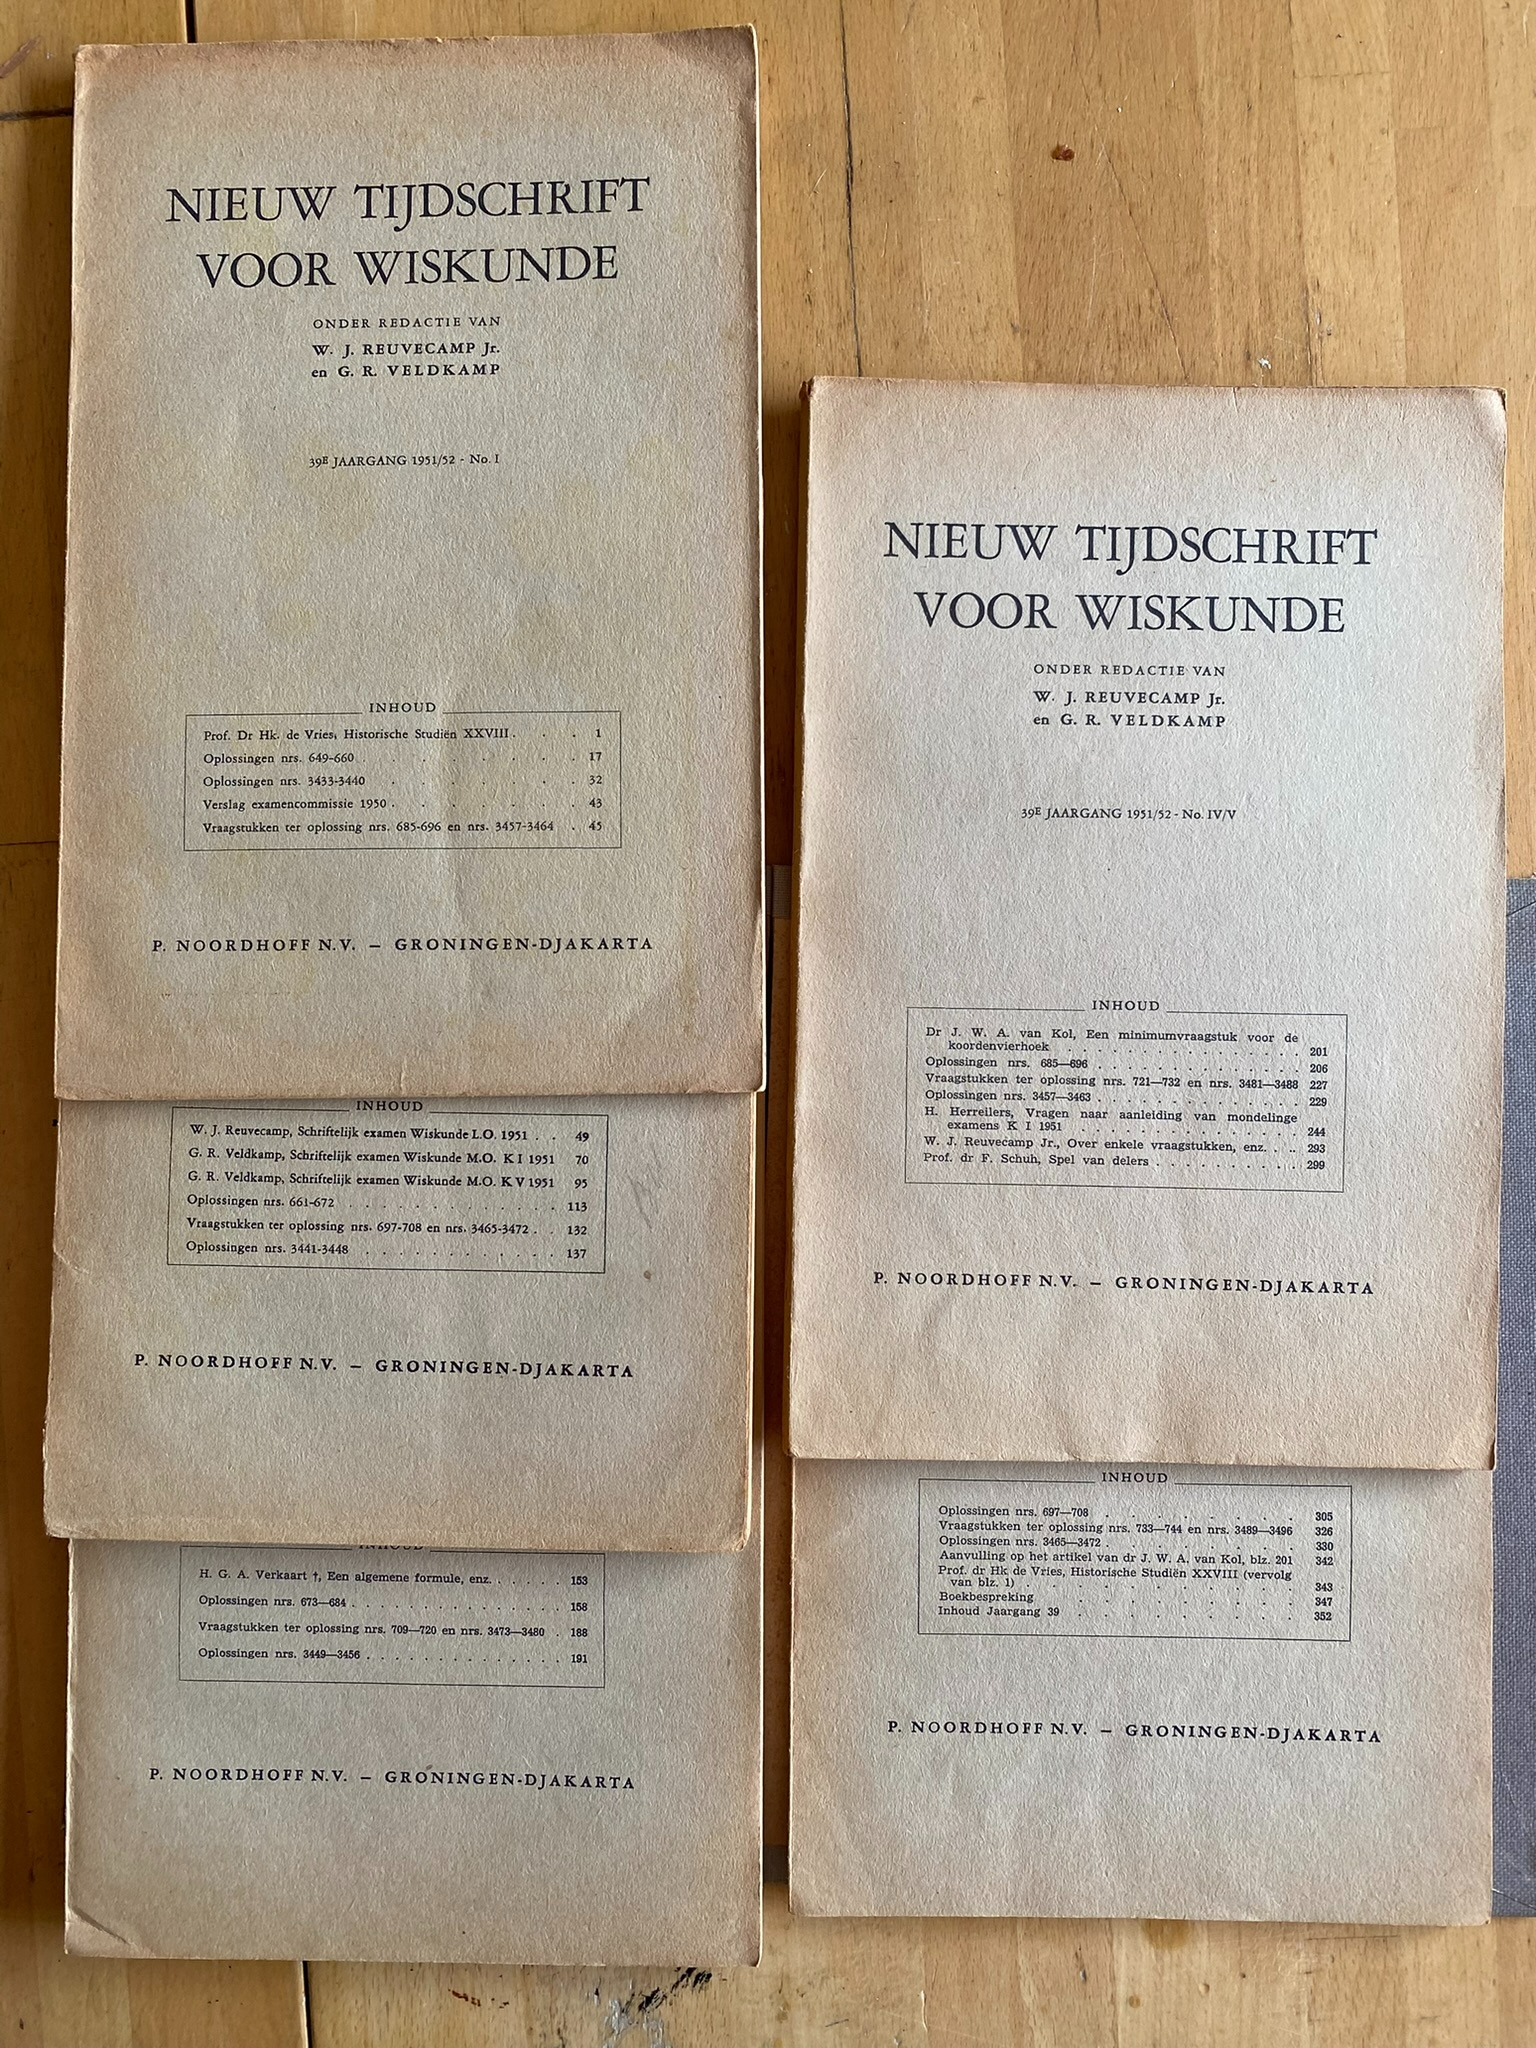 NIEUW TIJDSCHRIFT
VOOR WISKUNDE
ONDER REDACTIE VAN
W. J. REUVECAMP Jr.
en G. R. VELDKAMP
39E JAARGANG 1951/52 - No. I
INHOUD
Prof. Dr Hk. de Vries, Historische Studiën XXVIII . . . 1
Oplossingen nrs. 649-660 . . . . . . . 17
Oplossingen nrs. 3433-3440 . . . . . . 32
Verslag examencommissie 1950 . . . . . . 43
Vraagstukken ter oplossing nrs. 685-696 en nrs. 3457-3464 . 45
P. NOORDHOFF N.V. – GRONINGEN-DJAKARTA
INHOUD
W. J. Reuvecamp, Schriftelijk examen Wiskunde L.O. 1951 . . 49
G. R. Veldkamp, Schriftelijk examen Wiskunde M.O. K I 1951 70
G. R. Veldkamp, Schriftelijk examen Wiskunde M.O. K V 1951 95
Oplossingen nrs. 661-672 . . . . . . . . . . . . . 113
Vraagstukken ter oplossing nrs. 697-708 en nrs. 3465-3472 . . 132
Oplossingen nrs. 3441-3448 . . . . . . . . . . . . 137
P. NOORDHOFF N.V. – GRONINGEN-DJAKARTA
INHOUD
H. G. A. Verkaart †, Een algemene formule, enz. . . . . . 153
Oplossingen nrs. 673—684 . . . . . . . . . . . . . . 158
Vraagstukken ter oplossing nrs. 709—720 en nrs. 3473—3480 . 188
Oplossingen nrs. 3449—3456 . . . . . . . . . . . . . 191
P. NOORDHOFF N.V. – GRONINGEN-DJAKARTA
NIEUW TIJDSCHRIFT
VOOR WISKUNDE
ONDER REDACTIE VAN
W. J. REUVECAMP Jr.
en G. R. VELDKAMP
39E JAARGANG 1951/52 - No. IV/V
INHOUD
Dr J. W. A. van Kol, Een minimumvraagstuk voor de
koordenvierhoek . . . . . . . . . . . . . . . . 201
Oplossingen nrs. 685—696 . . . . . . . . . . . . . 206
Vraagstukken ter oplossing nrs. 721—732 en nrs. 3481—3488 227
Oplossingen nrs. 3457—3463 . . . . . . . . . . . . . 229
H. Herreilers, Vragen naar aanleiding van mondelinge
examens K I 1951 . . . . . . . . . . . . . . . 244
W. J. Reuvecamp Jr., Over enkele vraagstukken, enz. . . . 293
Prof. dr F. Schuh, Spel van delers . . . . . . . . . . 299
P. NOORDHOFF N.V. – GRONINGEN-DJAKARTA
INHOUD
Oplossingen nrs. 697—708 . . . . . . . . 305
Vraagstukken ter oplossing nrs. 733—744 en nrs. 3489—3496 326
Oplossingen nrs. 3465—3472 . . . . . . . . 330
Aanvulling op het artikel van dr J. W. A. van Kol, blz. 201 342
Prof. dr Hk de Vries, Historische Studiën XXVIII (vervolg
van blz. 1) . . . . . . . . . . . 343
Boekbespreking . . . . . . . . . 347
Inhoud Jaargang 39 . . . . . . . . . 352
P. NOORDHOFF N.V. – GRONINGEN-DJAKARTA